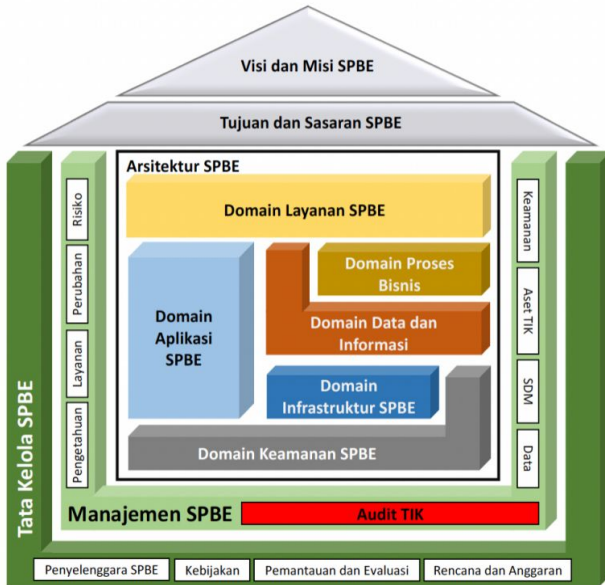 Visi dan Misi SPBE
Tujuan dan Sasaran SPBE
Arsitektur SPBE
Domain Layanan SPBE
Domain
Aplikasi
SPBE
Domain Proses
Bisnis
Domain Data dan
Informasi
Domain
Infrastruktur SPBE
Domain Keamanan SPBE
Risiko
Perubahan
Layanan
Pengetahuan
Keamanan
Aset TIK
SDM
Data
Tata Kelola SPBE
Manajemen SPBE
Audit TIK
Penyelenggara SPBE
Kebijakan
Pemantauan dan Evaluasi
Rencana dan Anggaran